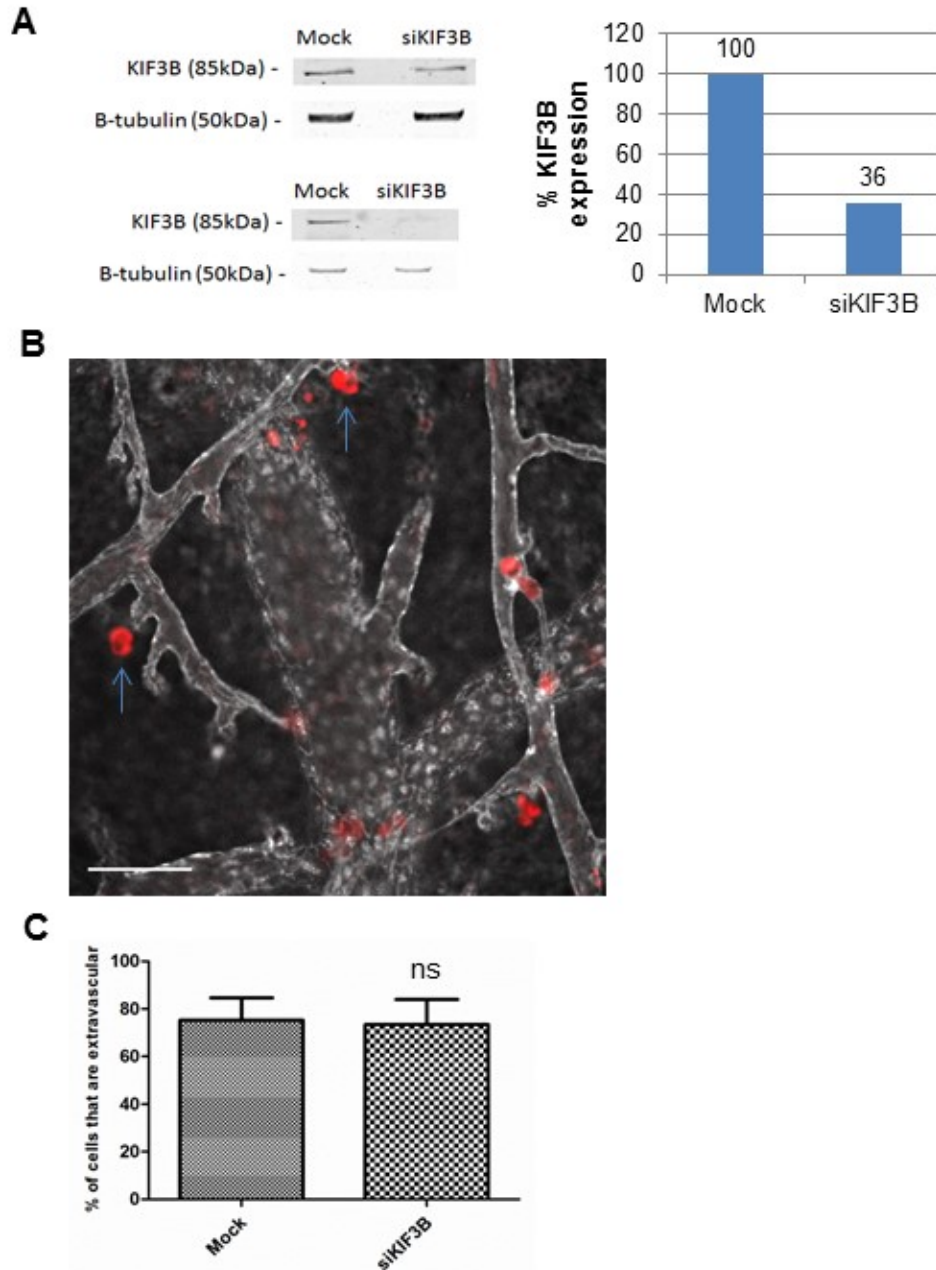 A
Mock siKIF3B
KIF3B (85kDa) -
B-tubulin (50kDa) -
Mock siKIF3B
KIF3B (85kDa) -
B-tubulin (50kDa) -
% KIF3B
expression
120
100
80
60
40
20
0
100
36
Mock siKIF3B
B
C
% of cells that are extravascular
100
80
60
40
20
0
ns
Mock
siKIF3B